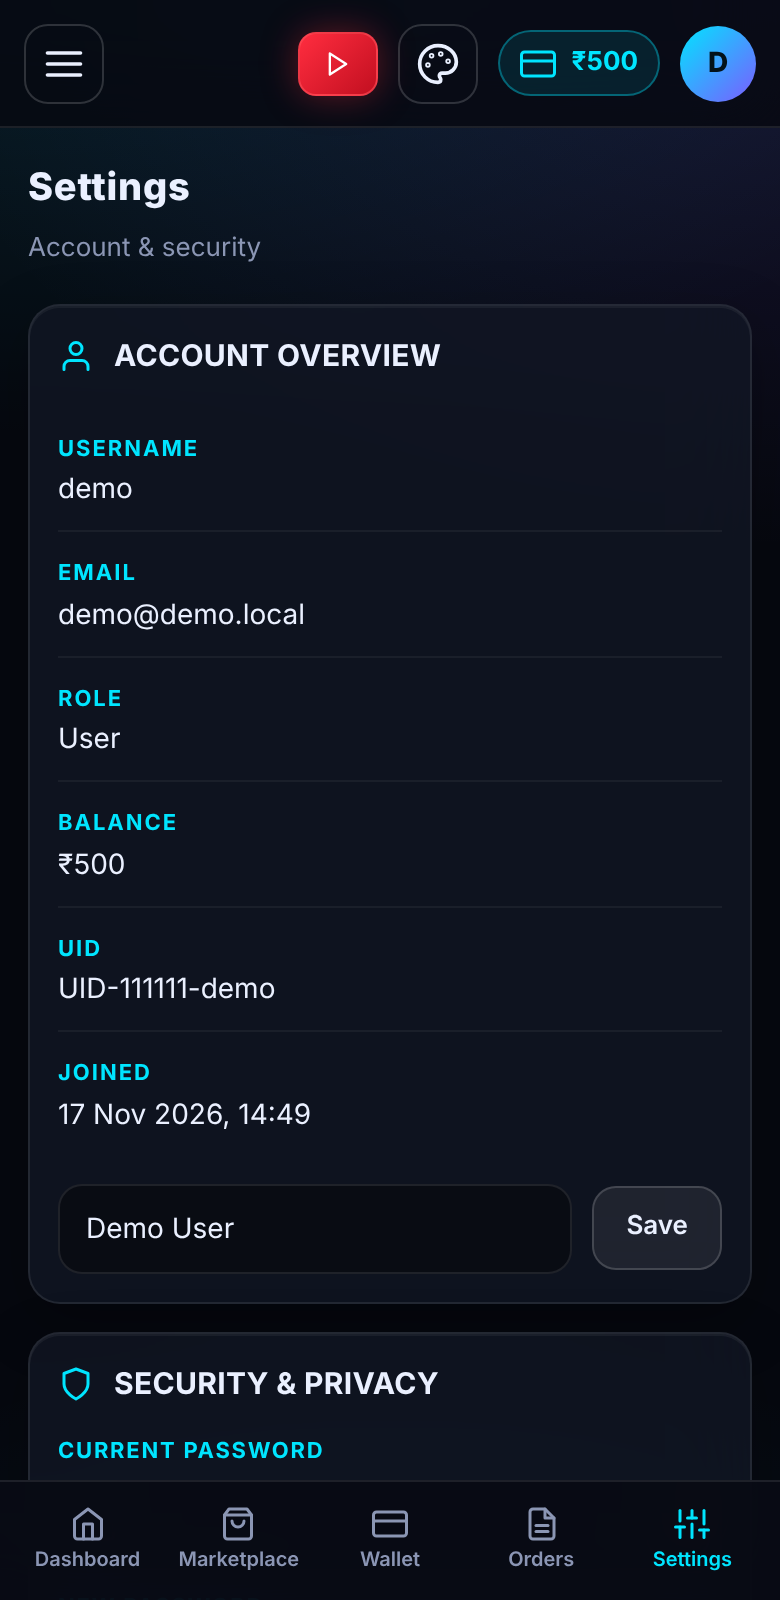 ₹500
D
Settings
Account & security
ACCOUNT OVERVIEW
USERNAME
demo
EMAIL
demo@demo.local
ROLE
User
BALANCE
₹500
UID
UID-111111-demo
JOINED
17 Nov 2026, 14:49
Demo User
Save
SECURITY & PRIVACY
CURRENT PASSWORD
Dashboard
Marketplace
Wallet
Orders
Settings